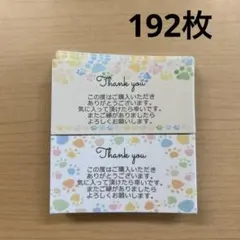 192枚
Thank you
この度はご購入いただき
ありがとうございます。
気に入って頂けたら幸いです。
またご縁がありましたら
よろしくお願いします。
Thank you
この度はご購入いただき
ありがとうございます。
気に入って頂けたら幸いです。
またご縁がありましたら
よろしくお願いします。